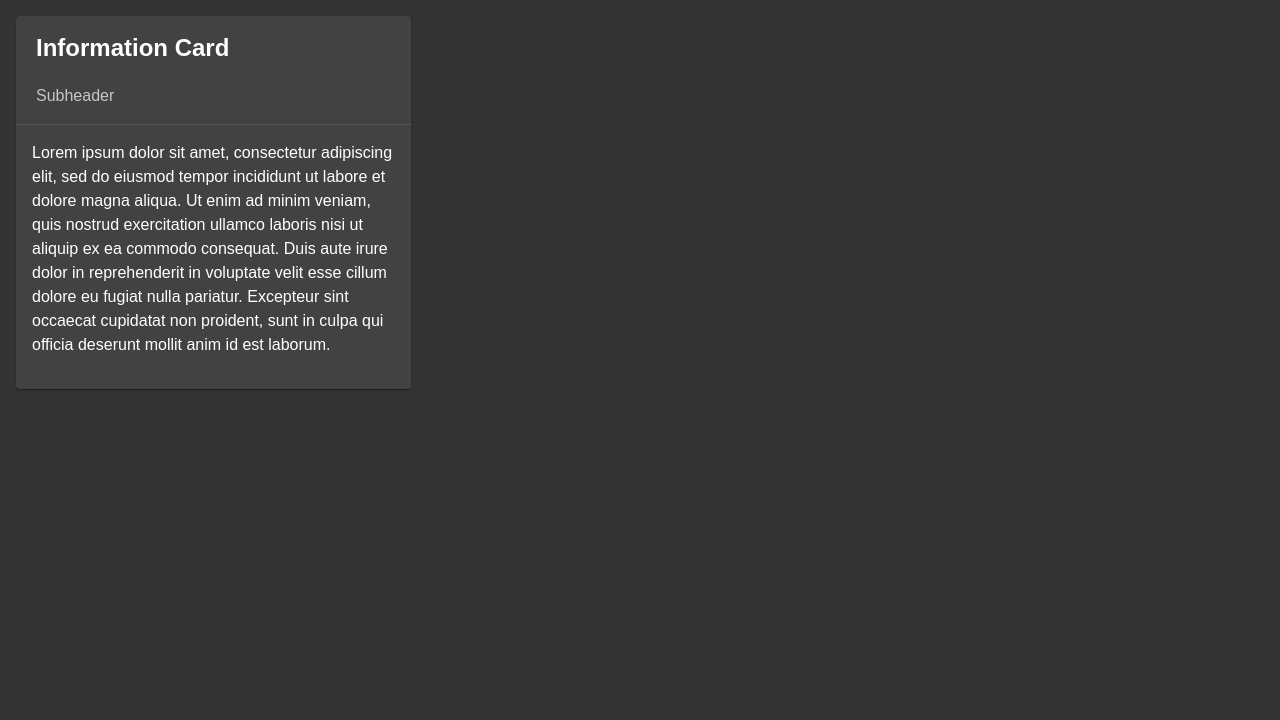 Information Card
Subheader
Lorem ipsum dolor sit amet, consectetur adipiscing
elit, sed do eiusmod tempor incididunt ut labore et
dolore magna aliqua. Ut enim ad minim veniam,
quis nostrud exercitation ullamco laboris nisi ut
aliquip ex ea commodo consequat. Duis aute irure
dolor in reprehenderit in voluptate velit esse cillum
dolore eu fugiat nulla pariatur. Excepteur sint
occaecat cupidatat non proident, sunt in culpa qui
officia deserunt mollit anim id est laborum.